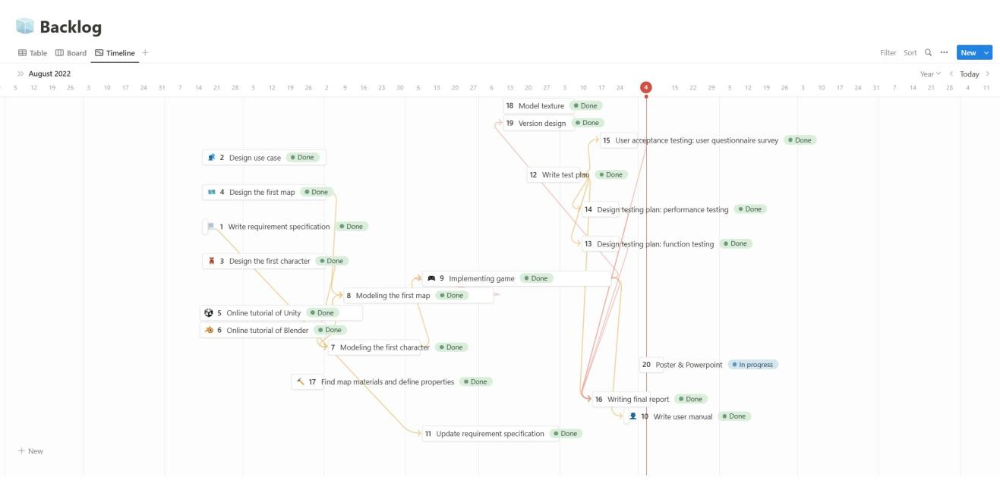 Backlog
Table Board Timeline +
Filter Sort ••• New
August 2022 Year Today
5 12 19 26 3 10 17 24 31 7 14 21 28 5 12 19 26 2 9 16 23 30 6 13 20 27 6 13 20 27 3 10 17 24 4 15 22 29 5 12 19 26 3 10 17 24 31 7 14 21 28 4 11
18 Model texture Done
19 Version design Done
15 User acceptance testing: user questionnaire survey Done
2 Design use case Done
12 Write test plan Done
4 Design the first map Done
14 Design testing plan: performance testing Done
1 Write requirement specification Done
13 Design testing plan: function testing Done
3 Design the first character Done
9 Implementing game Done
8 Modeling the first map Done
5 Online tutorial of Unity Done
6 Online tutorial of Blender Done
7 Modeling the first character Done
20 Poster & Powerpoint In progress
17 Find map materials and define properties Done
16 Writing final report Done
10 Write user manual Done
11 Update requirement specification Done
+ New